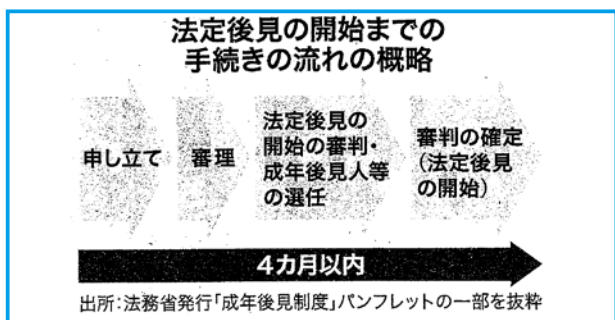 法定後見の開始までの
手続きの流れの概略
申し立て
審理
法定後見の
開始の審判・
成年後見人等
の選任
審判の確定
(法定後見
の開始)
4カ月以内
出所:法務省発行「成年後見制度」パンフレットの一部を抜粋